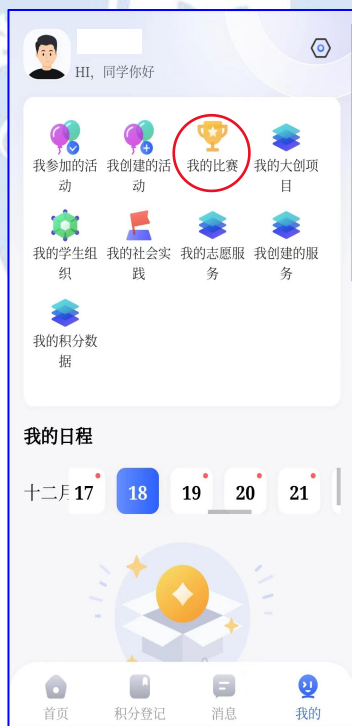 HI, 同学你好
我参加的活动
我创建的活动
我的比赛
我的大创项目
我的学生组织
我的社会实践
我的志愿服务
我创建的服务
我的积分数据
我的日程
十二月 17 18 19 20 21
首页 积分登记 消息 我的